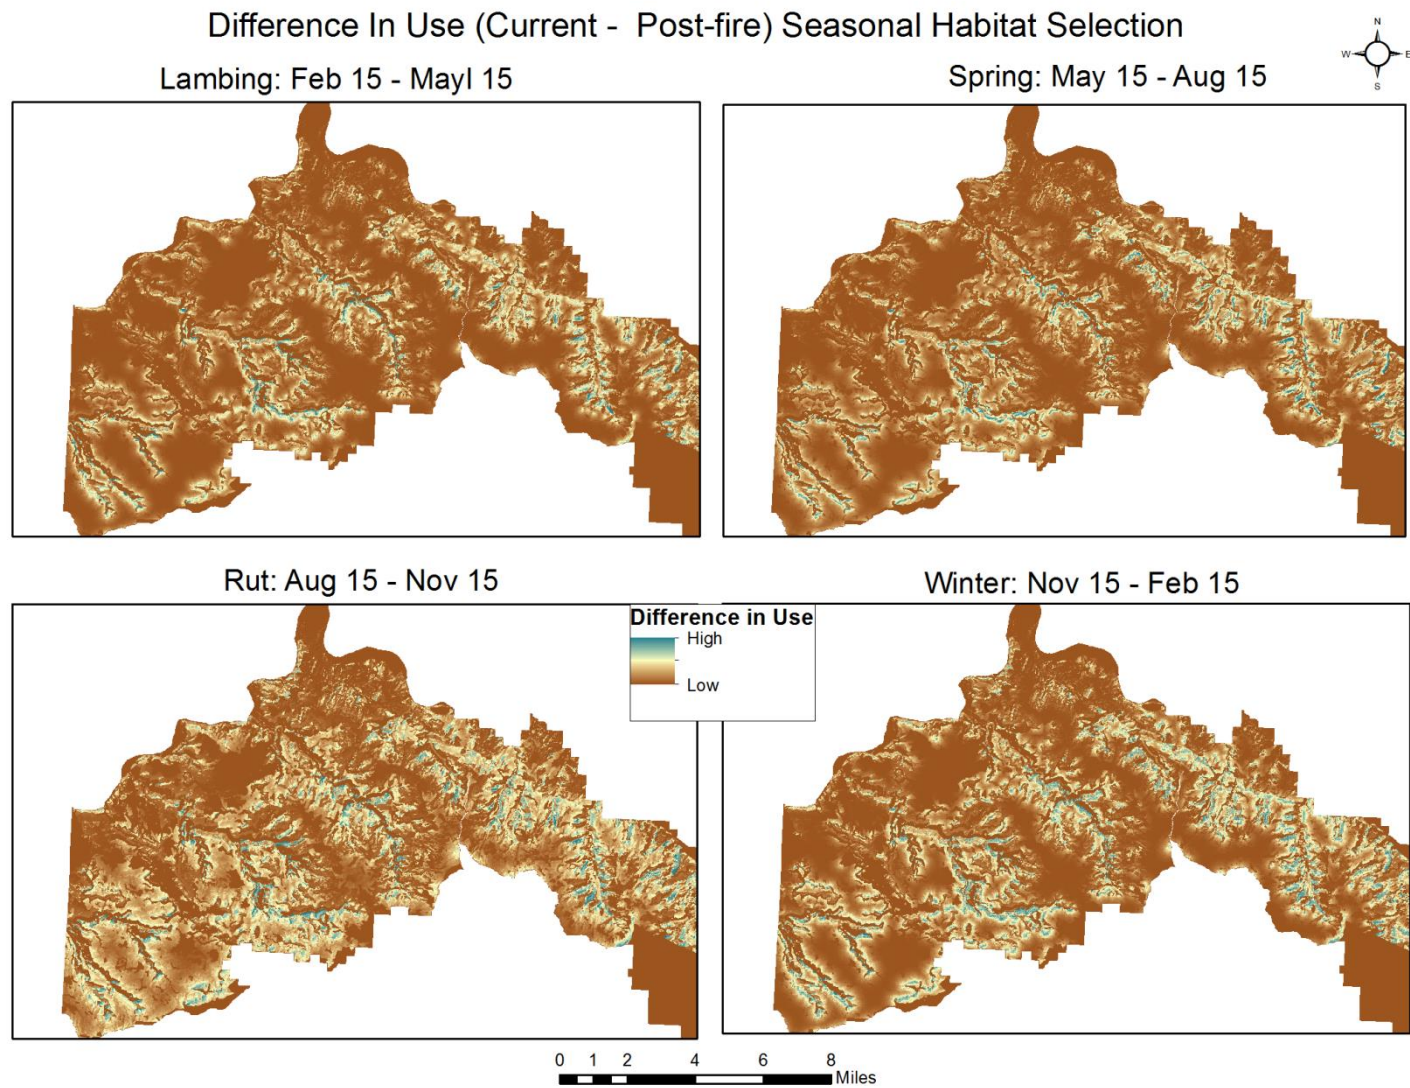 Difference In Use (Current -  Post-fire) Seasonal Habitat Selection
N
W E
S
Lambing: Feb 15 - Mayl 15
Spring: May 15 - Aug 15
Rut: Aug 15 - Nov 15
Winter: Nov 15 - Feb 15
Difference in Use
High
Low
0 1 2 4 6 8
Miles